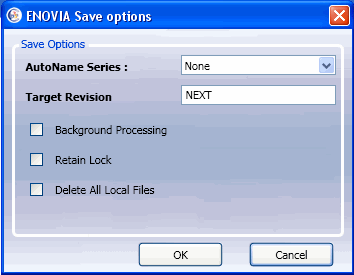 ENOVIA Save options
Save Options
AutoName Series :
None
Target Revision
NEXT
Background Processing
Retain Lock
Delete All Local Files
OK
Cancel